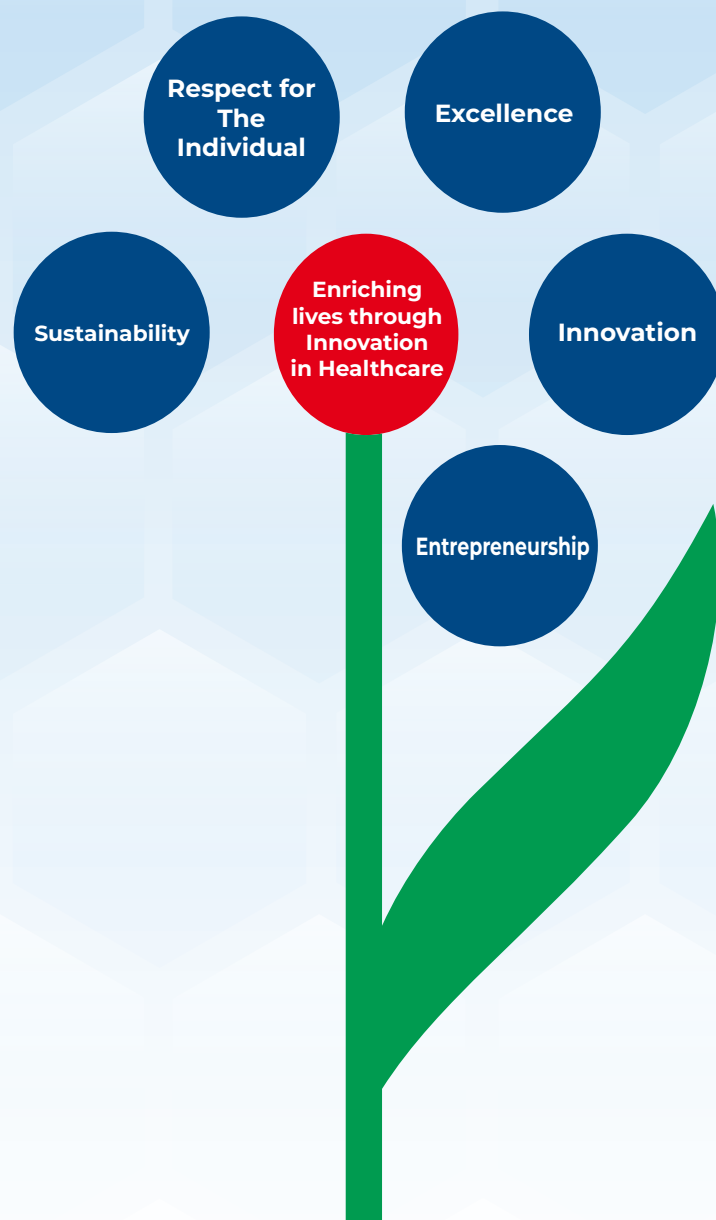 Respect for
The
Individual
Excellence
Sustainability
Enriching
lives through
Innovation
in Healthcare
Innovation
Entrepreneurship